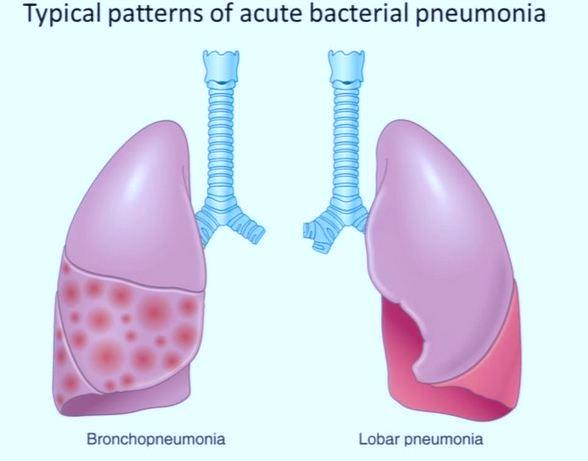 Typical patterns of acute bacterial pneumonia
Bronchopneumonia
Lobar pneumonia